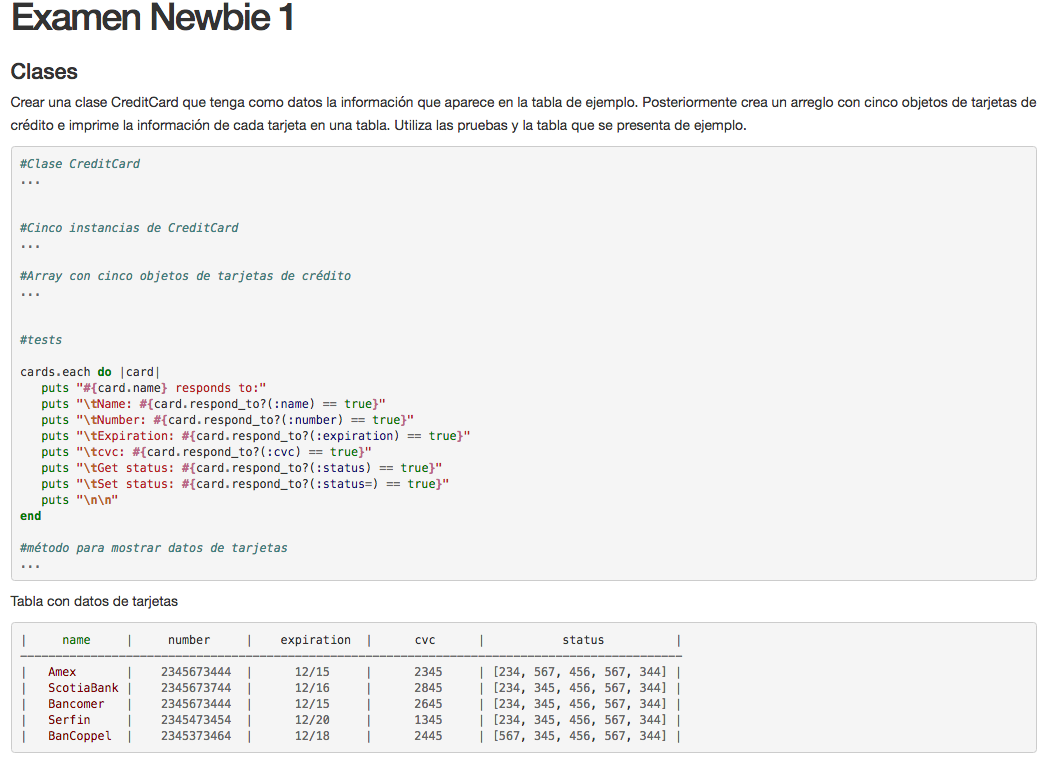 Examen Newbie 1
Clases
Crear una clase CreditCard que tenga como datos la información que aparece en la tabla de ejemplo. Posteriormente crea un arreglo con cinco objetos de tarjetas de
crédito e imprime la información de cada tarjeta en una tabla. Utiliza las pruebas y la tabla que se presenta de ejemplo.
#Clase CreditCard
...
#Cinco instancias de CreditCard
...
#Array con cinco objetos de tarjetas de crédito
...
#tests
cards.each do |card|
   puts "#{card.name} responds to:"
   puts "\tName: #{card.respond_to?(:name) == true}"
   puts "\tNumber: #{card.respond_to?(:number) == true}"
   puts "\tExpiration: #{card.respond_to?(:expiration) == true}"
   puts "\tcvc: #{card.respond_to?(:cvc) == true}"
   puts "\tGet status: #{card.respond_to?(:status) == true}"
   puts "\tSet status: #{card.respond_to?(:status=) == true}"
   puts "\n\n"
end
#método para mostrar datos de tarjetas
...
Tabla con datos de tarjetas
|     name     |     number     |    expiration  |      cvc      |           status          |
|   Amex       |    2345673444  |      12/15     |      2345     | [234, 567, 456, 567, 344] |
|   ScotiaBank |    2345673744  |      12/16     |      2845     | [234, 345, 456, 567, 344] |
|   Bancomer   |    2345673444  |      12/15     |      2645     | [234, 345, 456, 567, 344] |
|   Serfin     |    2345473454  |      12/20     |      1345     | [234, 345, 456, 567, 344] |
|   BanCoppel  |    2345373464  |      12/18     |      2445     | [567, 345, 456, 567, 344] |